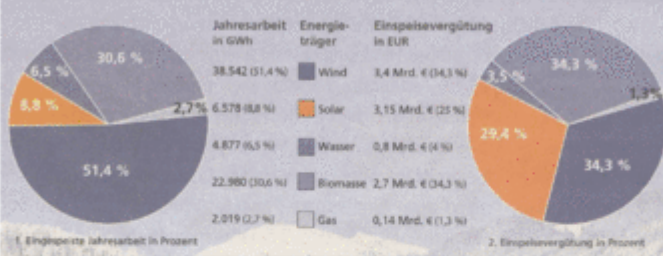 Jahresarbeit in GWh
Energie-träger
Einspeisevergütung in EUR
30,6 %
6,5 %
8,8 %
2,7 %
51,4 %
38.542 (51,4 %) Wind 3,4 Mrd. € (34,3 %)
6.578 (8,8 %) Solar 3,15 Mrd. € (25 %)
4.877 (6,5 %) Wasser 0,8 Mrd. € (4 %)
22.980 (30,6 %) Biomasse 2,7 Mrd. € (34,3 %)
2.019 (2,7 %) Gas 0,14 Mrd. € (1,3 %)
34,3 %
3,5 %
1,3%
29,4 %
34,3 %
1. Eingespeiste Jahresarbeit in Prozent
2. Einspeisevergütung in Prozent